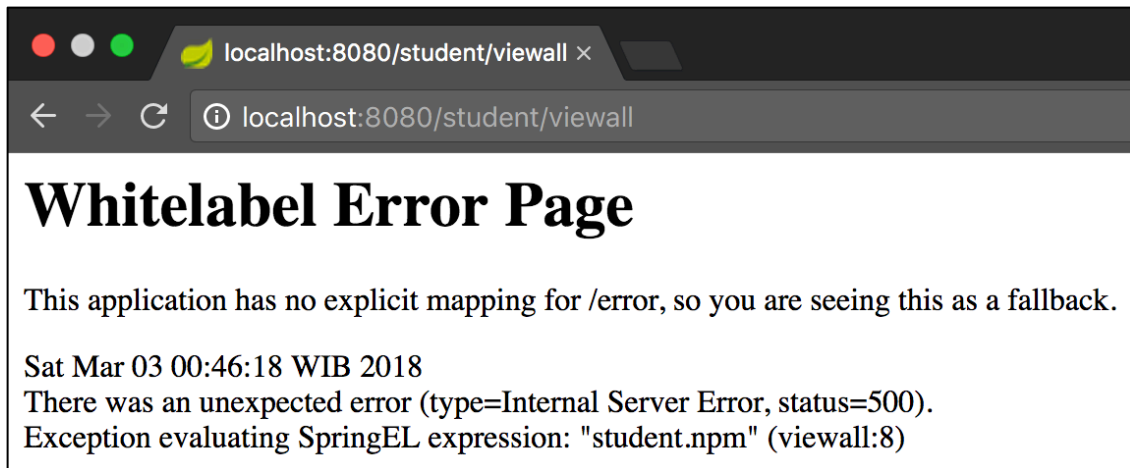 localhost:8080/student/viewall
localhost:8080/student/viewall
Whitelabel Error Page
This application has no explicit mapping for /error, so you are seeing this as a fallback.
Sat Mar 03 00:46:18 WIB 2018
There was an unexpected error (type=Internal Server Error, status=500).
Exception evaluating SpringEL expression: "student.npm" (viewall:8)